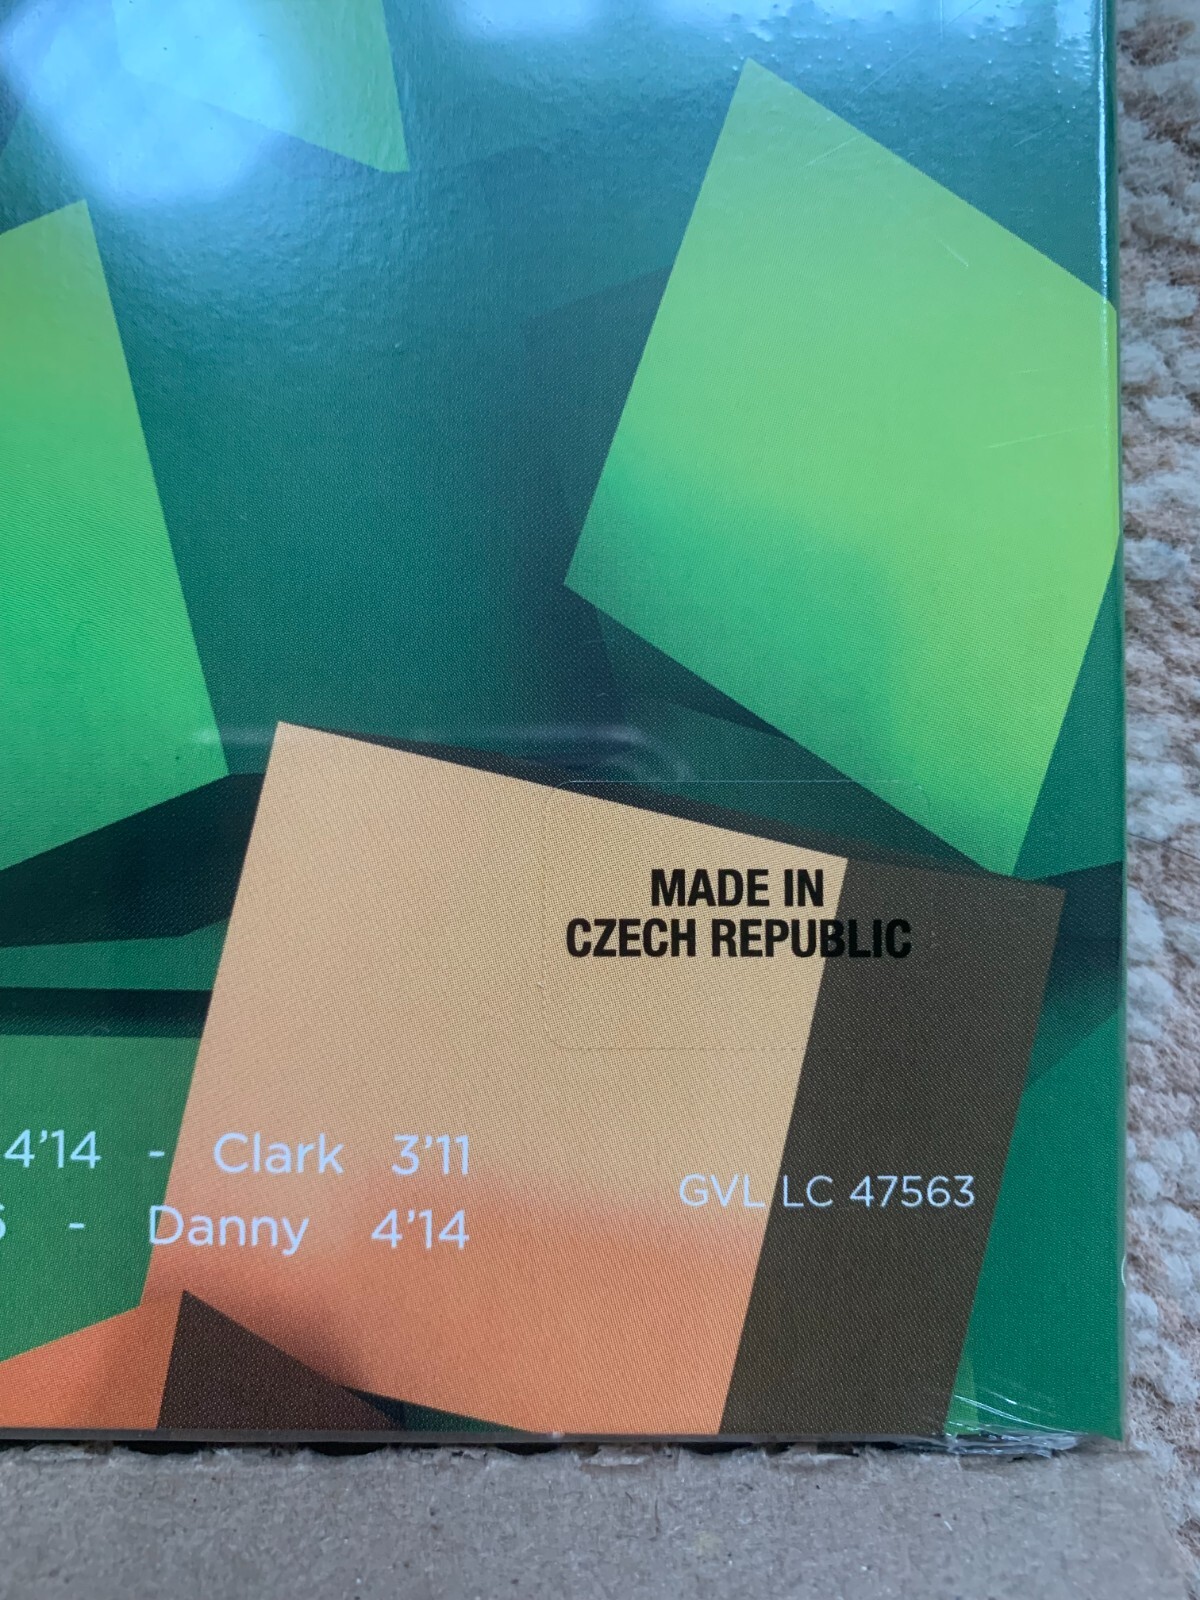 MADE IN
CZECH REPUBLIC
4'14 - Clark 3'11
- Danny 4'14
GVL LC 47563